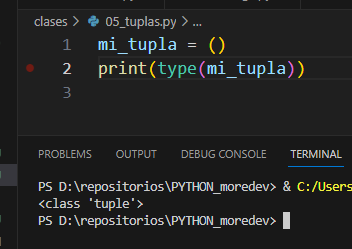 clases > 05_tuplas.py > ...
1 mi_tupla = ()
2 print(type(mi_tupla))
3
PROBLEMS OUTPUT DEBUG CONSOLE TERMINAL
PS D:\repositorios\PYTHON_moredev> & C:/Users
<class 'tuple'>
PS D:\repositorios\PYTHON_moredev>